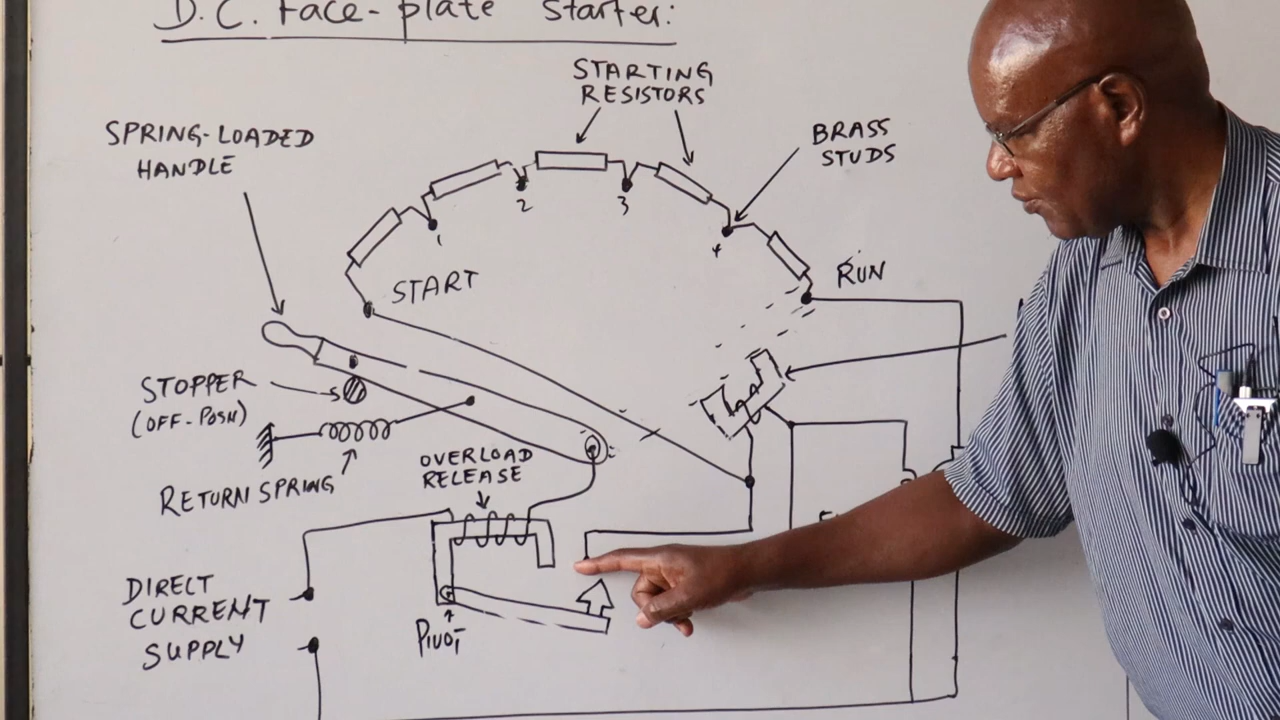 D.C. Face-plate Starter:
STARTING
RESISTORS
SPRING-LOADED
HANDLE
BRASS
STUDS
1
2
3
4
START
RUN
STOPPER
(OFF-POSN)
RETURN SPRING
OVERLOAD
RELEASE
DIRECT
CURRENT
SUPPLY
PIVOT